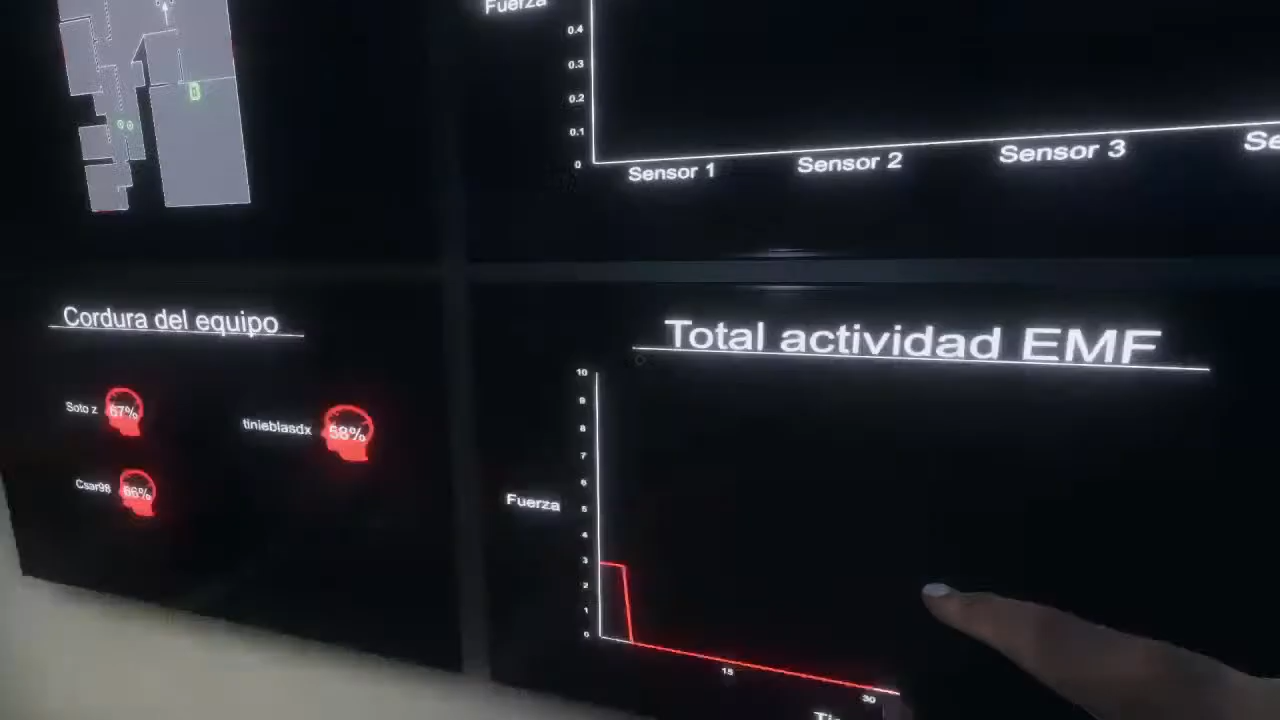 Fuerza
0.4
0.3
0.2
0.1
0
Sensor 1 Sensor 2 Sensor 3 Se
Cordura del equipo
Soto z 67%
tinieblasdx 58%
Csar98 66%
Total actividad EMF
10
9
8
7
6
5
4
3
2
1
0
Fuerza
15 30